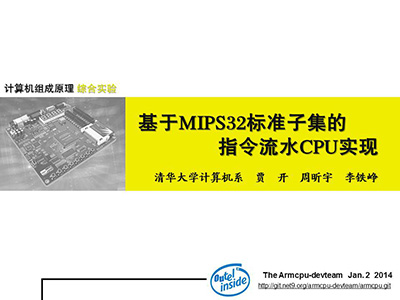 计算机组成原理 综合实验
基于MIPS32标准子集的
指令流水CPU实现
清华大学计算机系 贾 开 周昕宇 李铁峥
Oute!
inside
The Armcpu-devteam Jan. 2 2014
http://git.net9.org/armcpu-devteam/armcpu.git